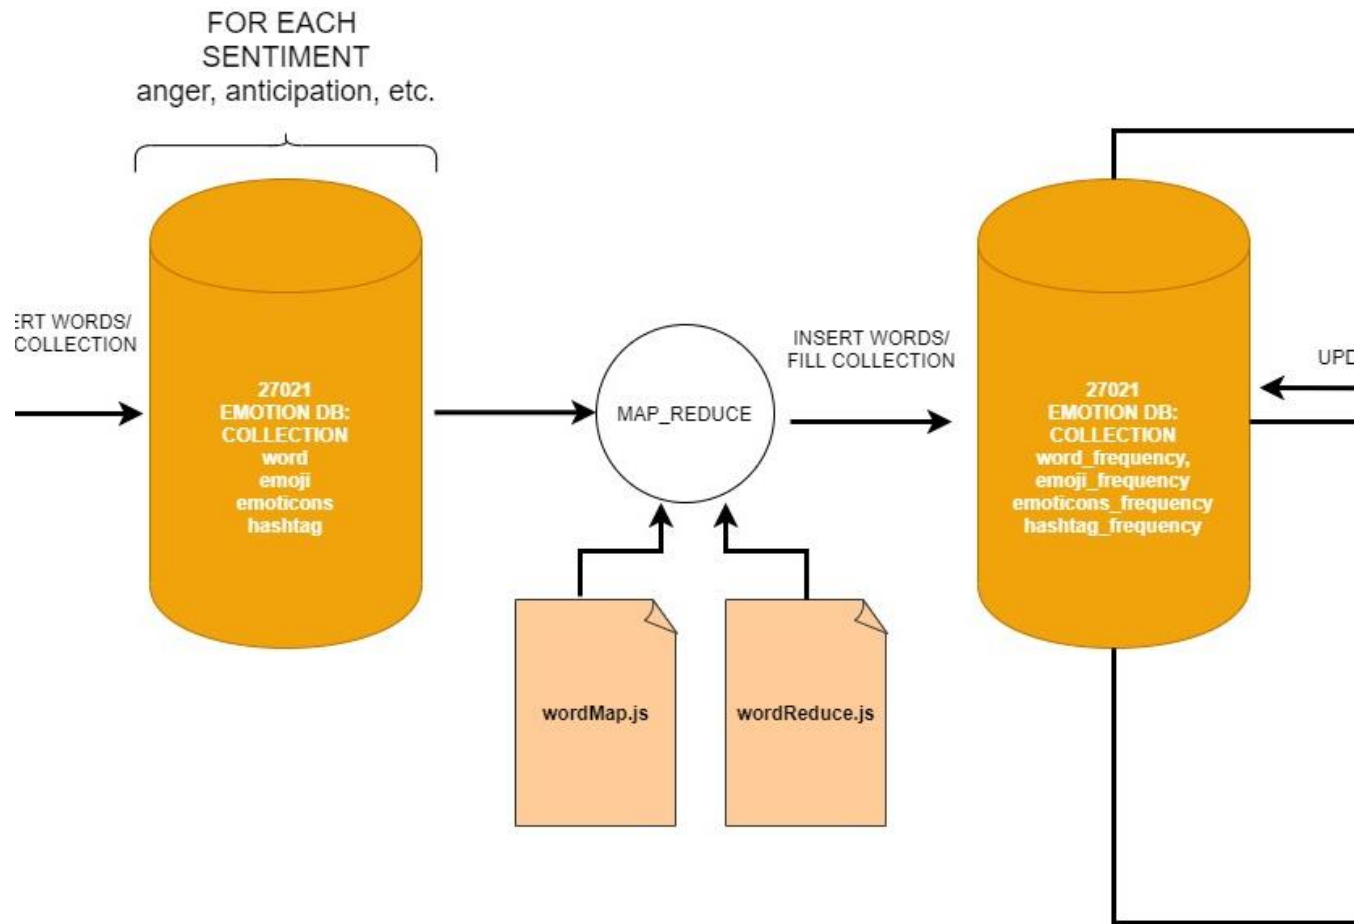 FOR EACH
SENTIMENT
anger, anticipation, etc.
WORDS/
COLLECTION
27021
EMOTION DB:
COLLECTION
word
emoji
emoticons
hashtag
MAP_REDUCE
wordMap.js
wordReduce.js
INSERT WORDS/
FILL COLLECTION
27021
EMOTION DB:
COLLECTION
word_frequency,
emoji_frequency
emoticons_frequency
hashtag_frequency